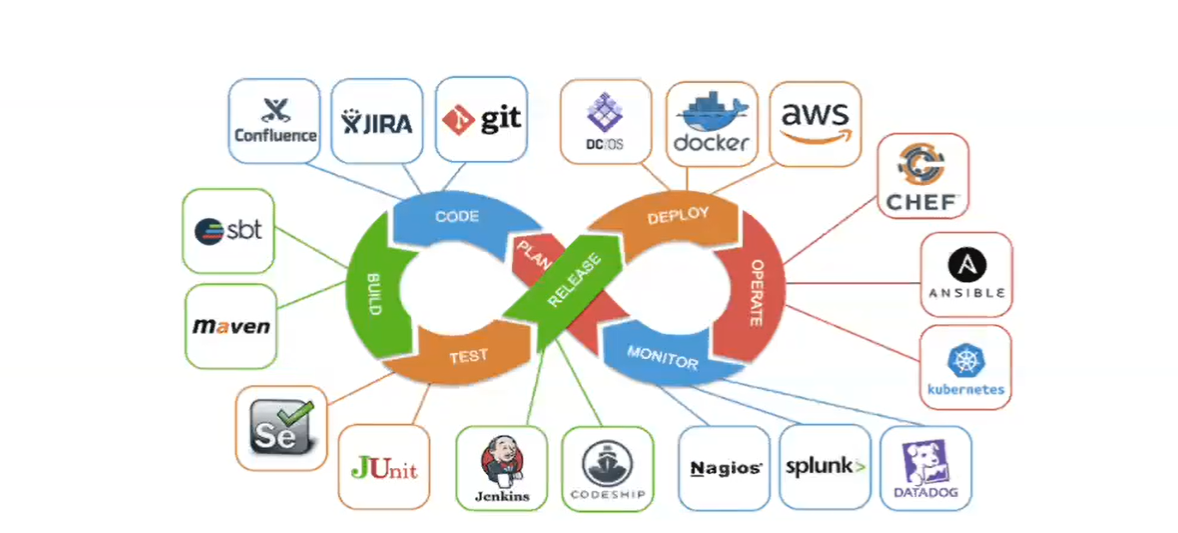 Confluence
JIRA
git
DC/OS
docker
aws
CHEF
sbt
maven
CODE
PLAN
RELEASE
DEPLOY
BUILD
OPERATE
TEST
MONITOR
ANSIBLE
kubernetes
Se
JUnit
Jenkins
CODESHIP
Nagios®
splunk>
DATADOG